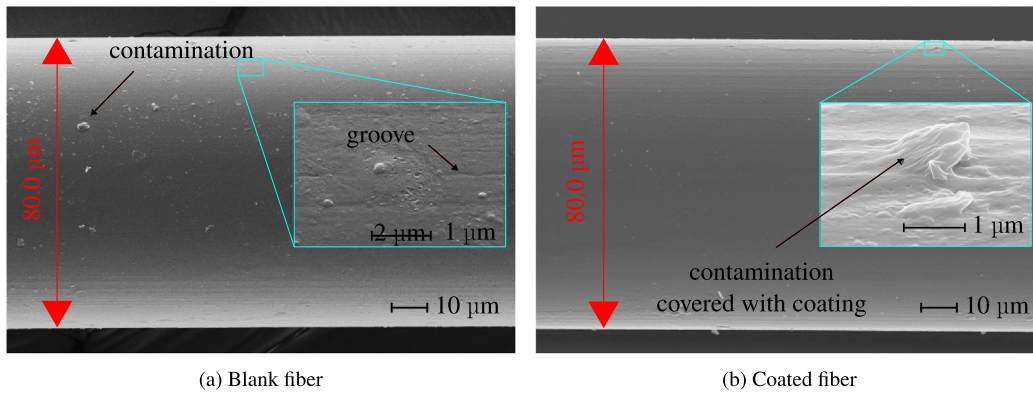 contamination
groove
80.0 µm
2 µm 1 µm
10 µm
(a) Blank fiber
80.0 µm
1 µm
contamination
covered with coating
10 µm
(b) Coated fiber